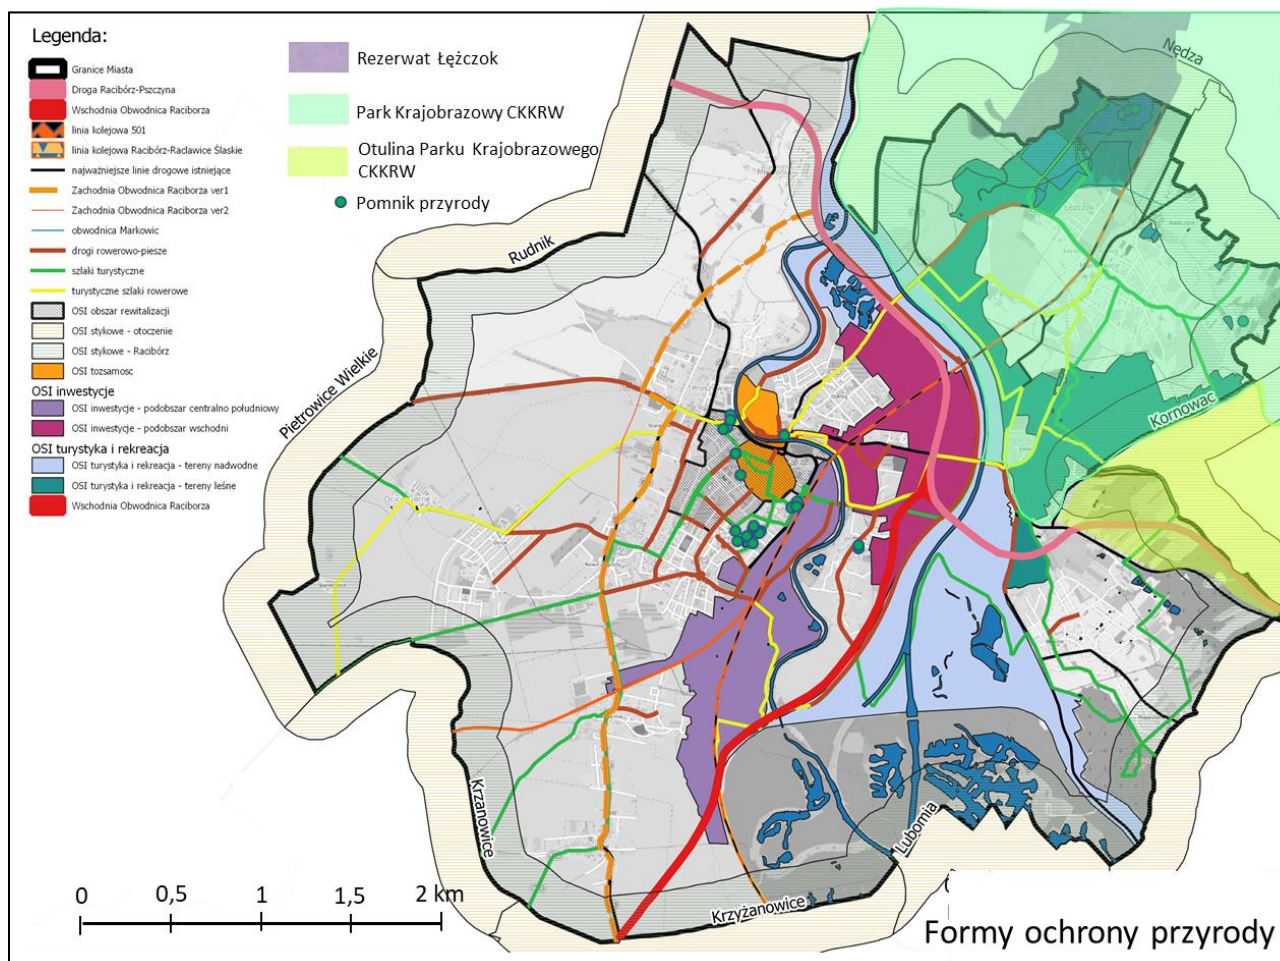 Legenda:
Granice Miasta
Droga Racibórz-Pszczyna
Wschodnia Obwodnica Raciborza
linia kolejowa 501
linia kolejowa Racibórz-Racławice Śląskie
najważniejsze linie drogowe istniejące
Zachodnia Obwodnica Raciborza ver1
Zachodnia Obwodnica Raciborza ver2
obwodnica Markowic
drogi rowerowo-piesze
szlaki turystyczne
turystyczne szlaki rowerowe
OSI obszar rewitalizacji
OSI stykowe - otoczenie
OSI stykowe - Racibórz
OSI tozsamosc
OSI inwestycje
OSI inwestycje - podobszar centralno południowy
OSI inwestycje - podobszar wschodni
OSI turystyka i rekreacja
OSI turystyka i rekreacja - tereny nadwodne
OSI turystyka i rekreacja - tereny leśne
Wschodnia Obwodnica Raciborza
Rezerwat Łężczok
Park Krajobrazowy CKKRW
Otulina Parku Krajobrazowego
CKKRW
Pomnik przyrody
Nędza
Rudnik
Pietrowice Wielkie
Kornowac
Krzanowice
Lubomia
Krzyżanowice
0 0,5 1 1,5 2 km
Formy ochrony przyrody